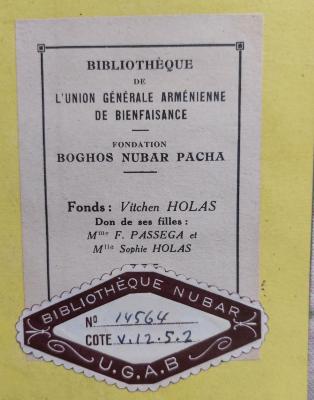 BIBLIOTHÈQUE
DE
L'UNION GÉNÉRALE ARMÉNIENNE
DE BIENFAISANCE
FONDATION
BOGHOS NUBAR PACHA
Fonds : Vitchen HOLAS
Don de ses filles :
Mme F. PASSEGA et
Mlle Sophie HOLAS
BIBLIOTHÈQUE NUBAR
No 14564
COTE V.12.5.2
U.G.A.B